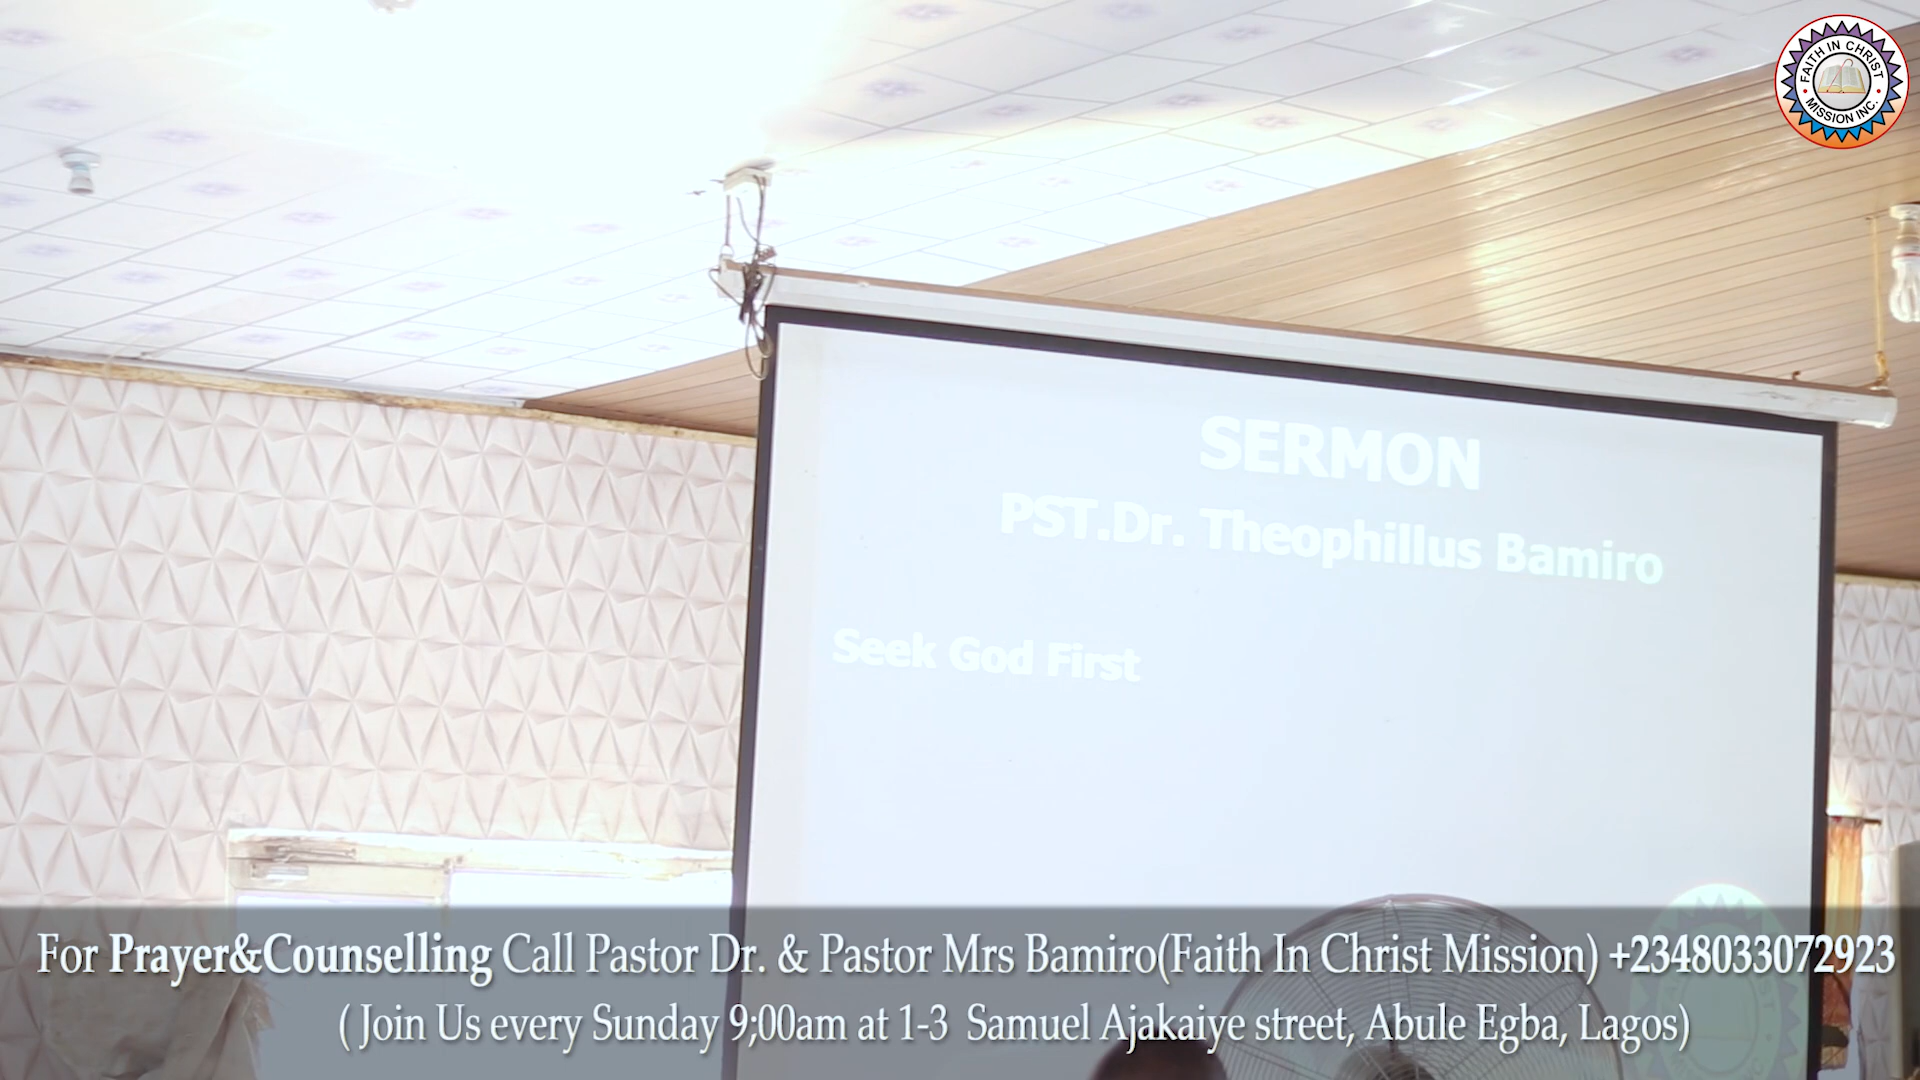 FAITH IN CHRIST
MISSION INC.
SERMON
PST.Dr. Theophillus Bamiro
Seek God First
For Prayer&Counselling Call Pastor Dr. & Pastor Mrs Bamiro(Faith In Christ Mission) +2348033072923
( Join Us every Sunday 9;00am at 1-3 Samuel Ajakaiye street, Abule Egba, Lagos)